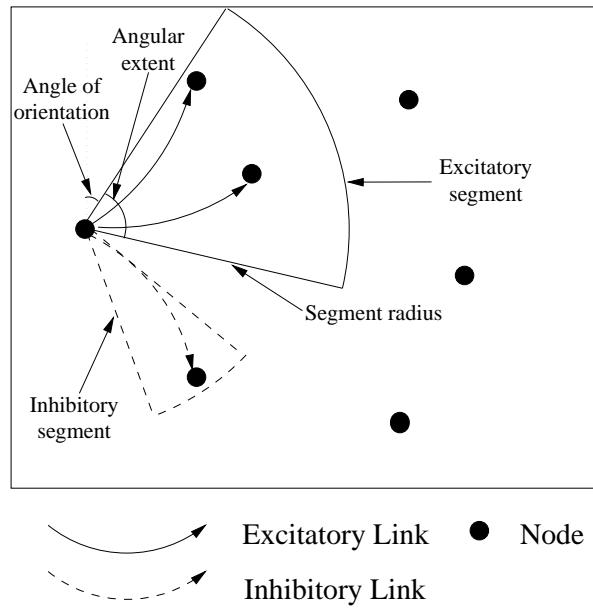 Angular
extent
Angle of
orientation
Excitatory
segment
Segment radius
Inhibitory
segment
Excitatory Link
Node
Inhibitory Link